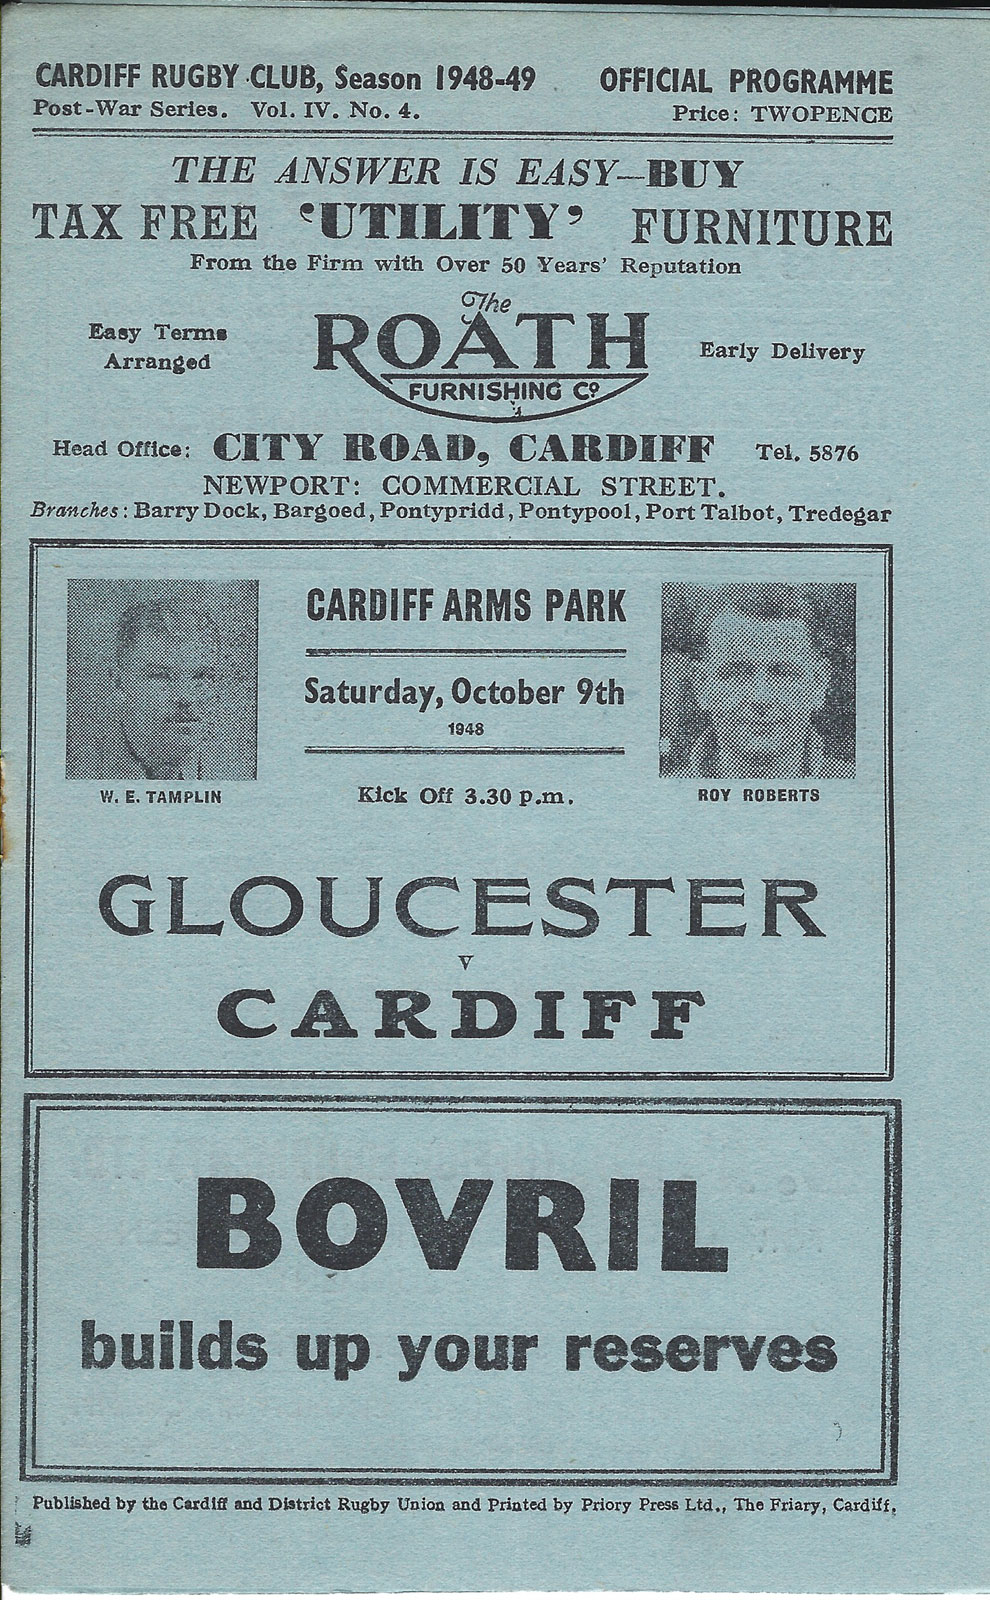 CARDIFF RUGBY CLUB, Season 1948-49 OFFICIAL PROGRAMME
Post-War Series. Vol. IV. No. 4. Price: TWOPENCE
THE ANSWER IS EASY—BUY
TAX FREE ‘UTILITY’ FURNITURE
From the Firm with Over 50 Years’ Reputation
The
ROATH
FURNISHING Cº
Easy Terms
Arranged
Early Delivery
Head Office: CITY ROAD, CARDIFF Tel. 5876
NEWPORT: COMMERCIAL STREET.
Branches: Barry Dock, Bargoed, Pontypridd, Pontypool, Port Talbot, Tredegar
CARDIFF ARMS PARK
Saturday, October 9th
1948
Kick Off 3.30 p.m.
W. E. TAMPLIN
ROY ROBERTS
GLOUCESTER
v
CARDIFF
BOVRIL
builds up your reserves
Published by the Cardiff and District Rugby Union and Printed by Priory Press Ltd., The Friary, Cardiff.